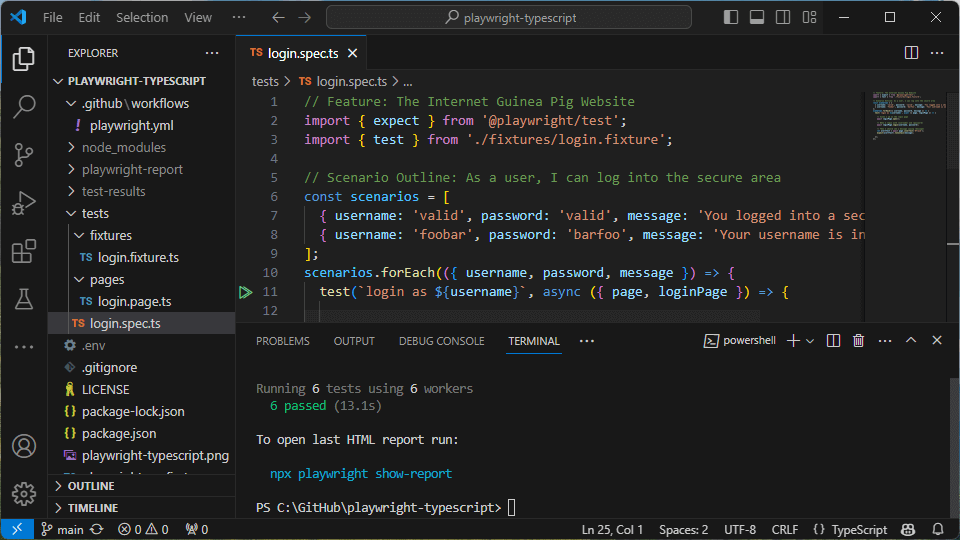 File Edit Selection View ··· playwright-typescript
EXPLORER ···
PLAYWRIGHT-TYPESCRIPT
.github\workflows
! playwright.yml
node_modules
playwright-report
test-results
tests
fixtures
TS login.fixture.ts
pages
TS login.page.ts
TS login.spec.ts
.env
.gitignore
LICENSE
{} package-lock.json
{} package.json
playwright-typescript.png
OUTLINE
TIMELINE
TS login.spec.ts
tests > TS login.spec.ts > ...
1 // Feature: The Internet Guinea Pig Website
2 import { expect } from '@playwright/test';
3 import { test } from './fixtures/login.fixture';
4
5 // Scenario Outline: As a user, I can log into the secure area
6 const scenarios = [
7 { username: 'valid', password: 'valid', message: 'You logged into a sec
8 { username: 'foobar', password: 'barfoo', message: 'Your username is in
9 ];
10 scenarios.forEach(({ username, password, message }) => {
11 test(`login as ${username}`, async ({ page, loginPage }) => {
12
PROBLEMS OUTPUT DEBUG CONSOLE TERMINAL ··· powershell
Running 6 tests using 6 workers
6 passed (13.1s)
To open last HTML report run:
npx playwright show-report
PS C:\GitHub\playwright-typescript>
main 0 0 0 Ln 25, Col 1 Spaces: 2 UTF-8 CRLF {} TypeScript